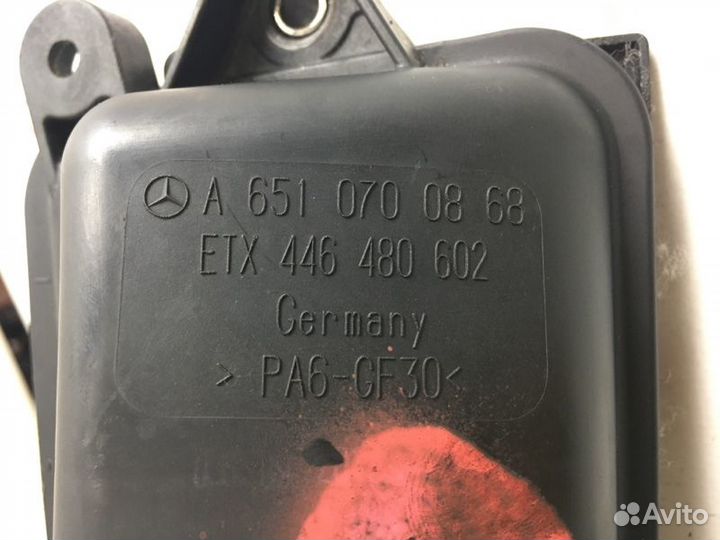 A 651 070 08 68
ETX 446 480 602
Germany
> PA6-GF30<
Avito